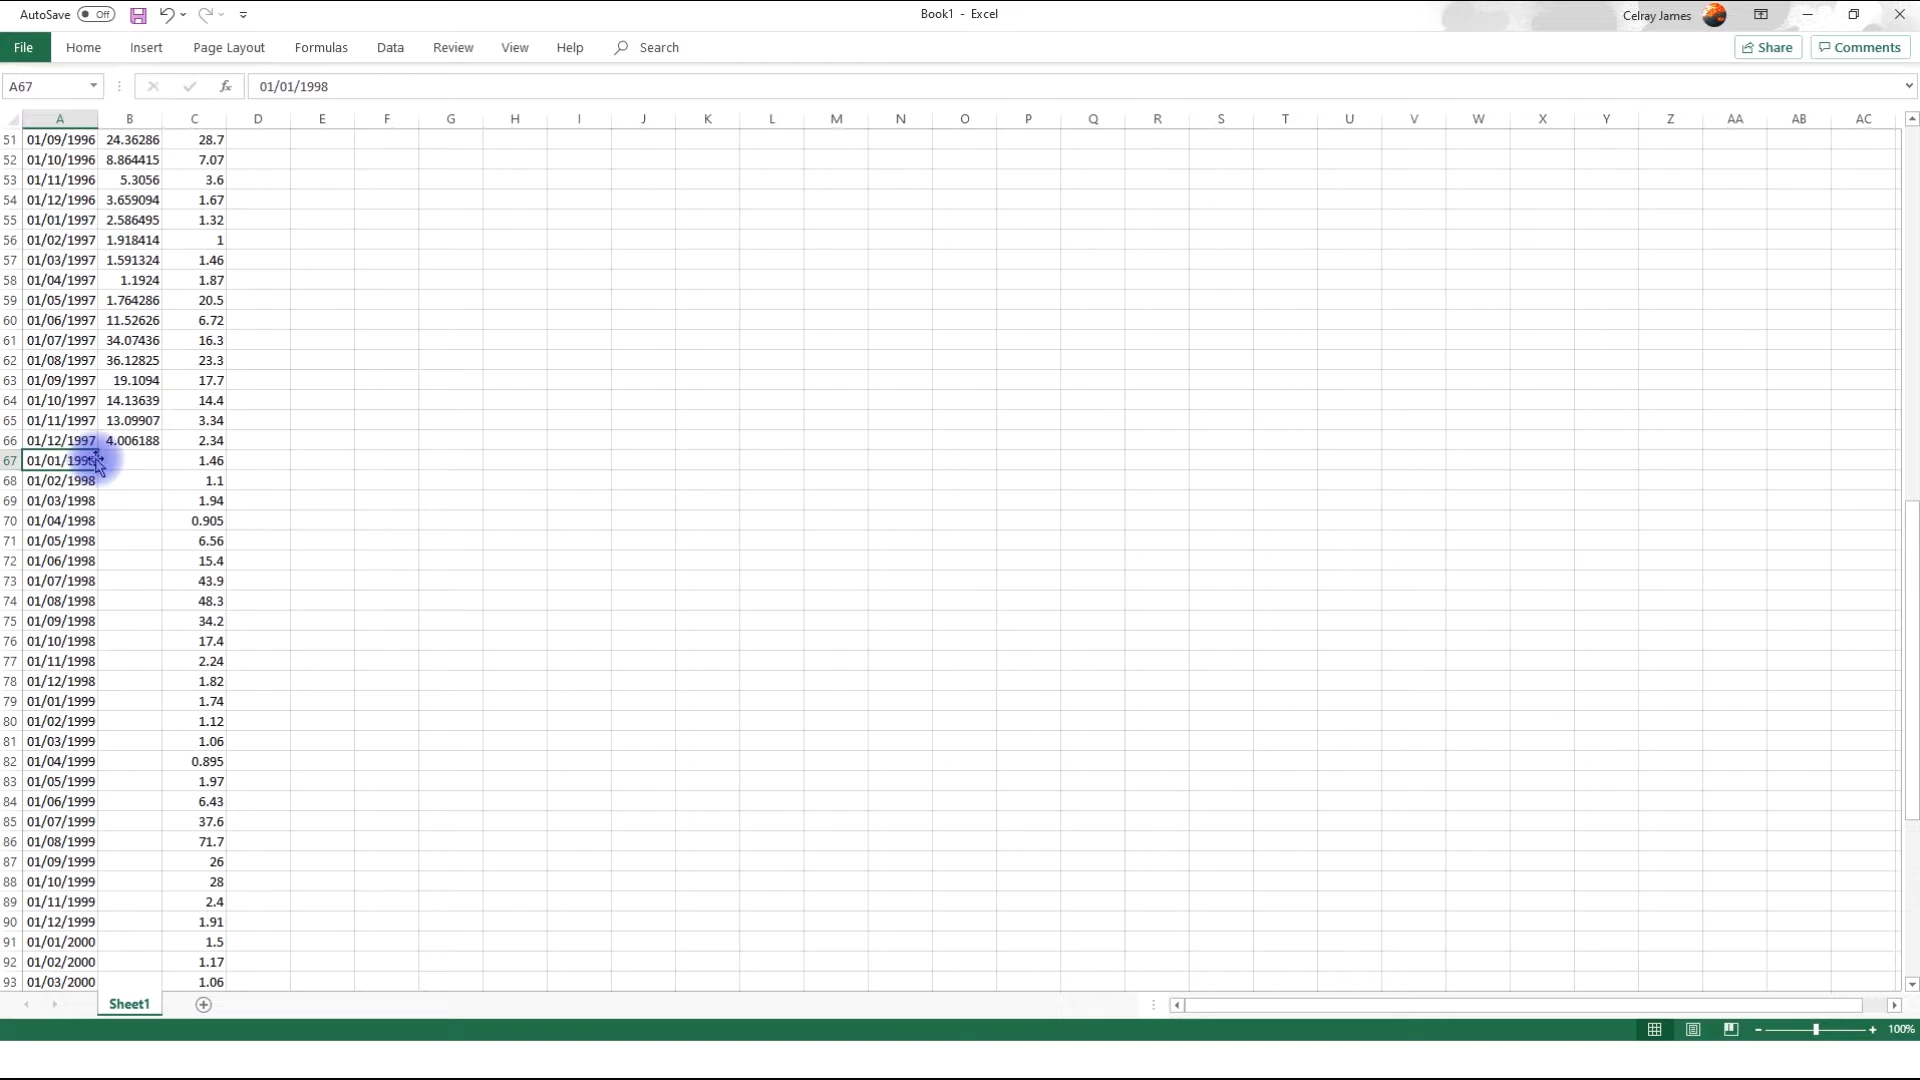 AutoSave Off Book1 - Excel Celray James
File Home Insert Page Layout Formulas Data Review View Help Search Share Comments
A67 fx 01/01/1998
A B C D E F G H I J K L M N O P Q R S T U V W X Y Z AA AB AC
51 01/09/1996 24.36286 28.7
52 01/10/1996 8.864415 7.07
53 01/11/1996 5.3056 3.6
54 01/12/1996 3.659094 1.67
55 01/01/1997 2.586495 1.32
56 01/02/1997 1.918414 1
57 01/03/1997 1.591324 1.46
58 01/04/1997 1.1924 1.87
59 01/05/1997 1.764286 20.5
60 01/06/1997 11.52626 6.72
61 01/07/1997 34.07436 16.3
62 01/08/1997 36.12825 23.3
63 01/09/1997 19.1094 17.7
64 01/10/1997 14.13639 14.4
65 01/11/1997 13.09907 3.34
66 01/12/1997 4.006188 2.34
67 01/01/1998 1.46
68 01/02/1998 1.1
69 01/03/1998 1.94
70 01/04/1998 0.905
71 01/05/1998 6.56
72 01/06/1998 15.4
73 01/07/1998 43.9
74 01/08/1998 48.3
75 01/09/1998 34.2
76 01/10/1998 17.4
77 01/11/1998 2.24
78 01/12/1998 1.82
79 01/01/1999 1.74
80 01/02/1999 1.12
81 01/03/1999 1.06
82 01/04/1999 0.895
83 01/05/1999 1.97
84 01/06/1999 6.43
85 01/07/1999 37.6
86 01/08/1999 71.7
87 01/09/1999 26
88 01/10/1999 28
89 01/11/1999 2.4
90 01/12/1999 1.91
91 01/01/2000 1.5
92 01/02/2000 1.17
93 01/03/2000 1.06
Sheet1
100%